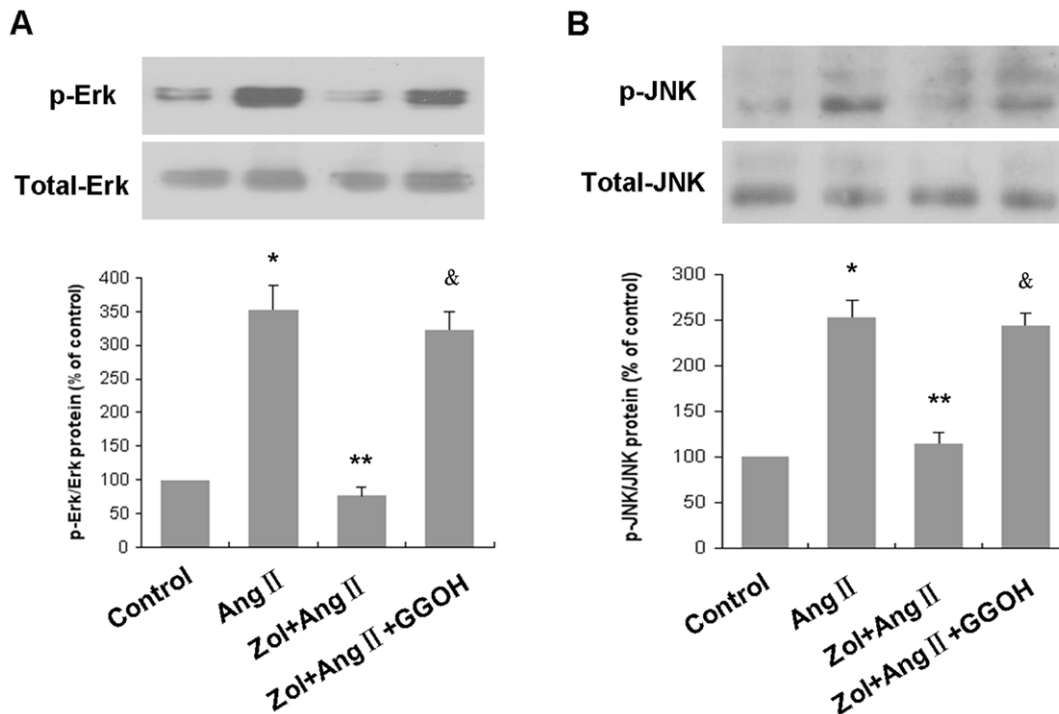 A
p-Erk
Total-Erk
p-Erk/Erk protein (% of control)
400
350
300
250
200
150
100
50
0
*
**
&
Control
Ang Ⅱ
Zol+Ang Ⅱ
Zol+Ang Ⅱ +GGOH
B
p-JNK
Total-JNK
p-JNK/JNK protein (% of control)
300
250
200
150
100
50
0
*
**
&
Control
Ang Ⅱ
Zol+Ang Ⅱ
Zol+Ang Ⅱ +GGOH